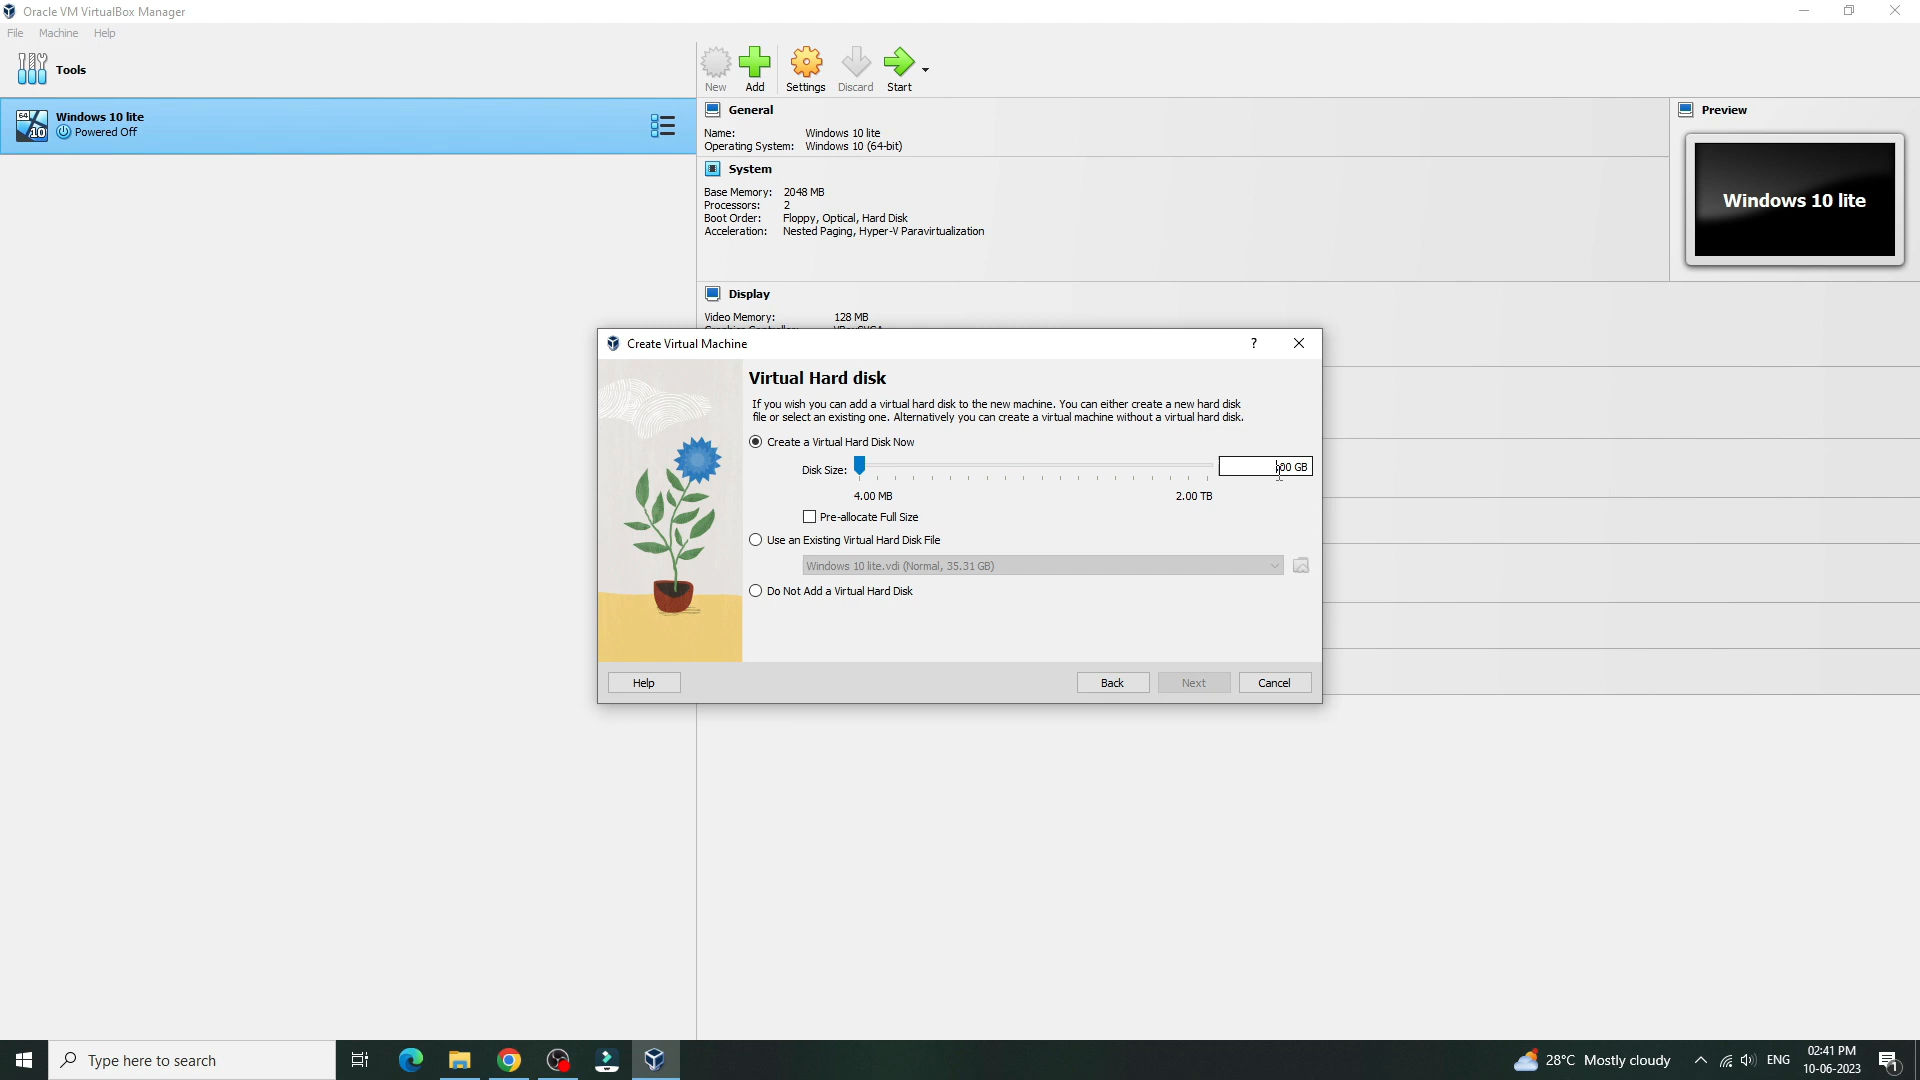 Oracle VM VirtualBox Manager
File Machine Help
Tools
New Add Settings Discard Start
64 10 Windows 10 lite
Powered Off
General
Name: Windows 10 lite
Operating System: Windows 10 (64-bit)
System
Base Memory: 2048 MB
Processors: 2
Boot Order: Floppy, Optical, Hard Disk
Acceleration: Nested Paging, Hyper-V Paravirtualization
Display
Video Memory: 128 MB
Preview
Windows 10 lite
Create Virtual Machine ?
Virtual Hard disk
If you wish you can add a virtual hard disk to the new machine. You can either create a new hard disk
file or select an existing one. Alternatively you can create a virtual machine without a virtual hard disk.
Create a Virtual Hard Disk Now
Disk Size: 00 GB
4.00 MB 2.00 TB
Pre-allocate Full Size
Use an Existing Virtual Hard Disk File
Windows 10 lite.vdi (Normal, 35.31 GB)
Do Not Add a Virtual Hard Disk
Help Back Next Cancel
Type here to search
28°C Mostly cloudy ENG
02:41 PM
10-06-2023
1